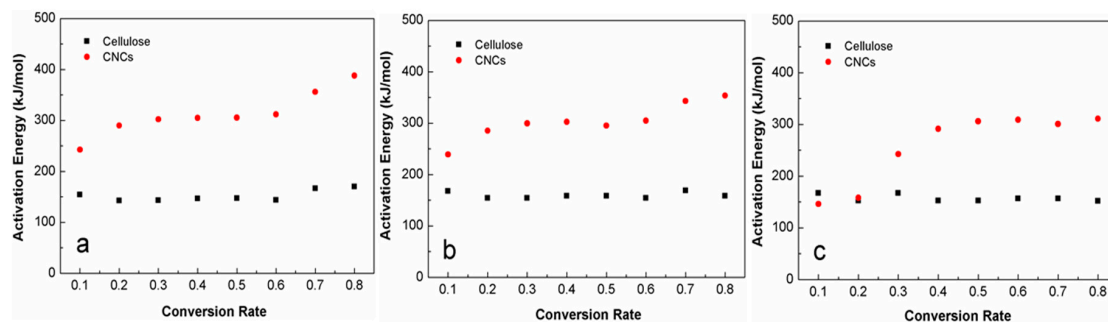 500
400
300
200
100
0
Activation Energy (kJ/mol)
Cellulose
CNCs
a
0.1 0.2 0.3 0.4 0.5 0.6 0.7 0.8
Conversion Rate
500
400
300
200
100
0
Activation Energy (kJ/mol)
Cellulose
CNCs
b
0.1 0.2 0.3 0.4 0.5 0.6 0.7 0.8
Conversion Rate
500
400
300
200
100
0
Activation Energy (kJ/mol)
Cellulose
CNCs
c
0.1 0.2 0.3 0.4 0.5 0.6 0.7 0.8
Conversion Rate